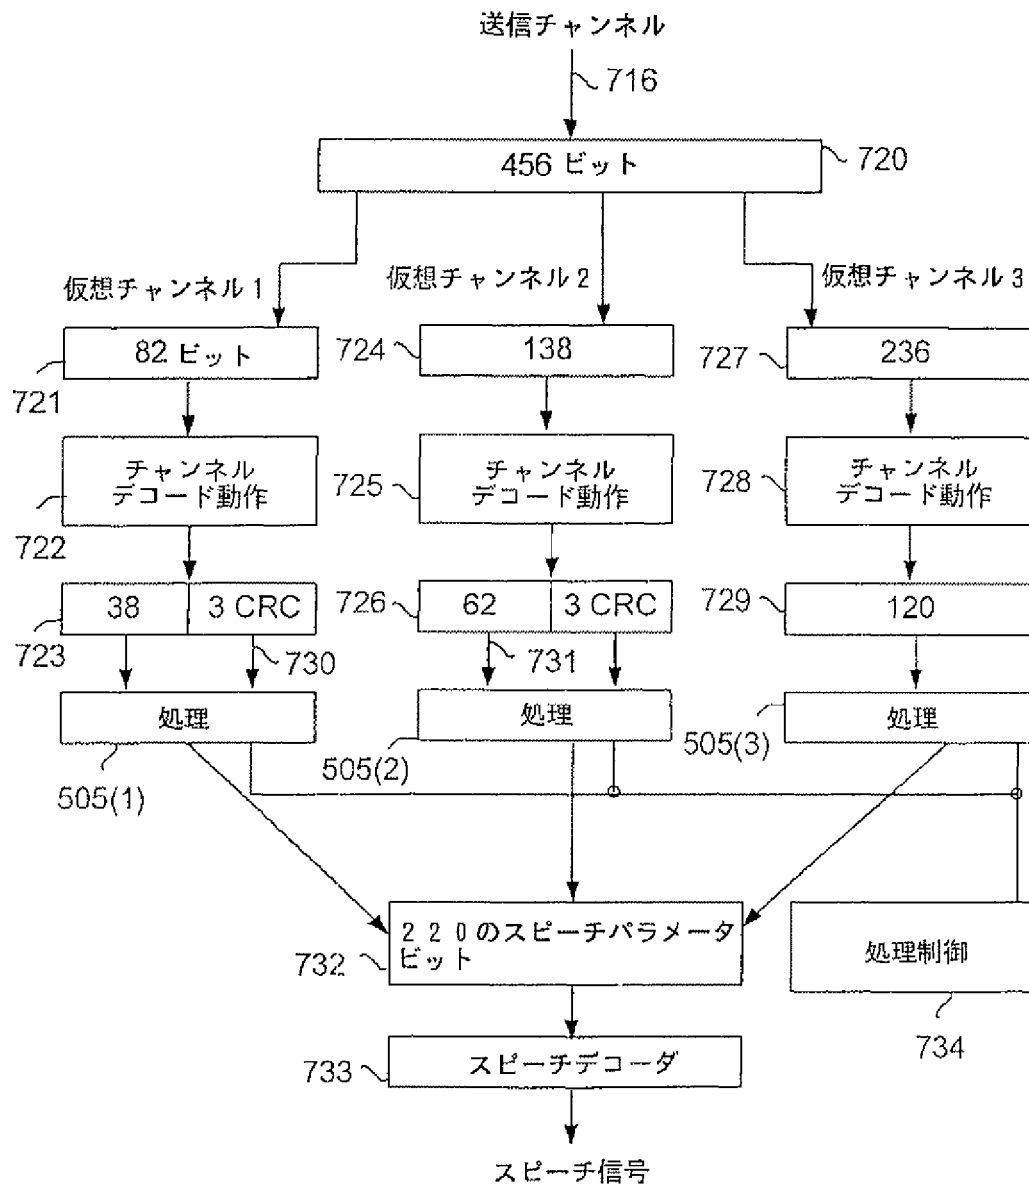 送信チャンネル
716
456 ビット
720
仮想チャンネル 1
仮想チャンネル 2
仮想チャンネル 3
82 ビット
721
724
138
727
236
チャンネル
デコード動作
722
725
チャンネル
デコード動作
728
チャンネル
デコード動作
38
3 CRC
723
730
726
62
3 CRC
731
729
120
処理
505(1)
処理
505(2)
処理
505(3)
220のスピーチパラメータ
ビット
732
処理制御
734
スピーチデコーダ
733
スピーチ信号